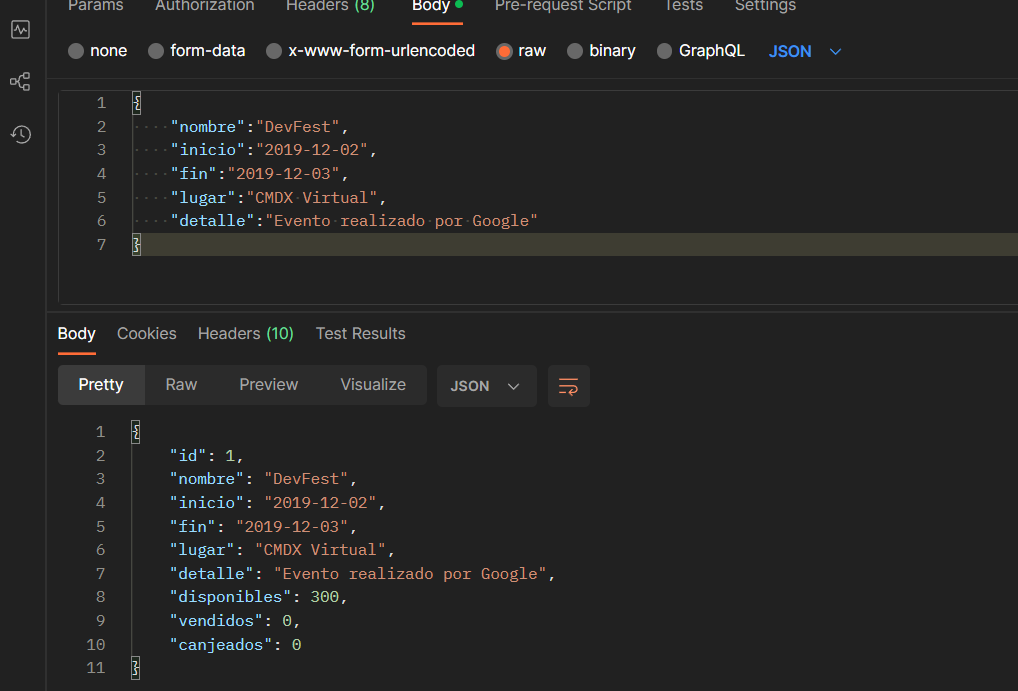 Params Authorization Headers (8) Body Pre-request Script Tests Settings
none form-data x-www-form-urlencoded raw binary GraphQL JSON
1 {
2 "nombre":"DevFest",
3 "inicio":"2019-12-02",
4 "fin":"2019-12-03",
5 "lugar":"CMDX Virtual",
6 "detalle":"Evento realizado por Google"
7 }
Body Cookies Headers (10) Test Results
Pretty Raw Preview Visualize JSON
1 {
2 "id": 1,
3 "nombre": "DevFest",
4 "inicio": "2019-12-02",
5 "fin": "2019-12-03",
6 "lugar": "CMDX Virtual",
7 "detalle": "Evento realizado por Google",
8 "disponibles": 300,
9 "vendidos": 0,
10 "canjeados": 0
11 }